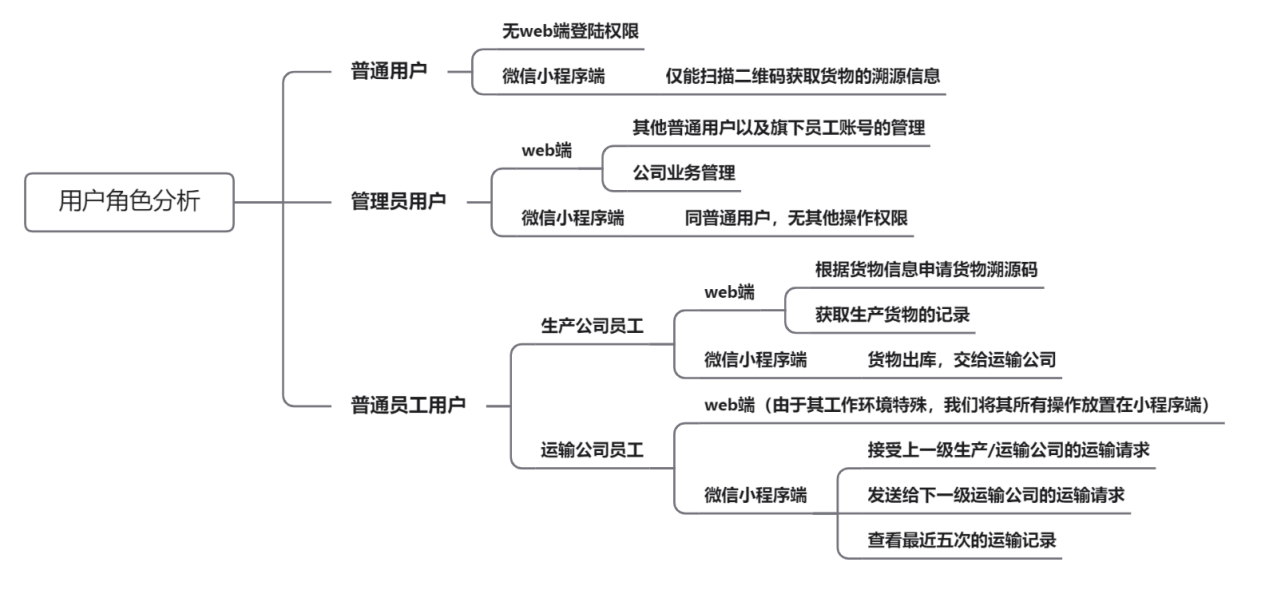 用户角色分析
普通用户
无web端登陆权限
微信小程序端
仅能扫描二维码获取货物的溯源信息
管理员用户
web端
其他普通用户以及旗下员工账号的管理
公司业务管理
微信小程序端
同普通用户，无其他操作权限
普通员工用户
生产公司员工
web端
根据货物信息申请货物溯源码
获取生产货物的记录
微信小程序端
货物出库，交给运输公司
运输公司员工
web端（由于其工作环境特殊，我们将其所有操作放置在小程序端）
微信小程序端
接受上一级生产/运输公司的运输请求
发送给下一级运输公司的运输请求
查看最近五次的运输记录